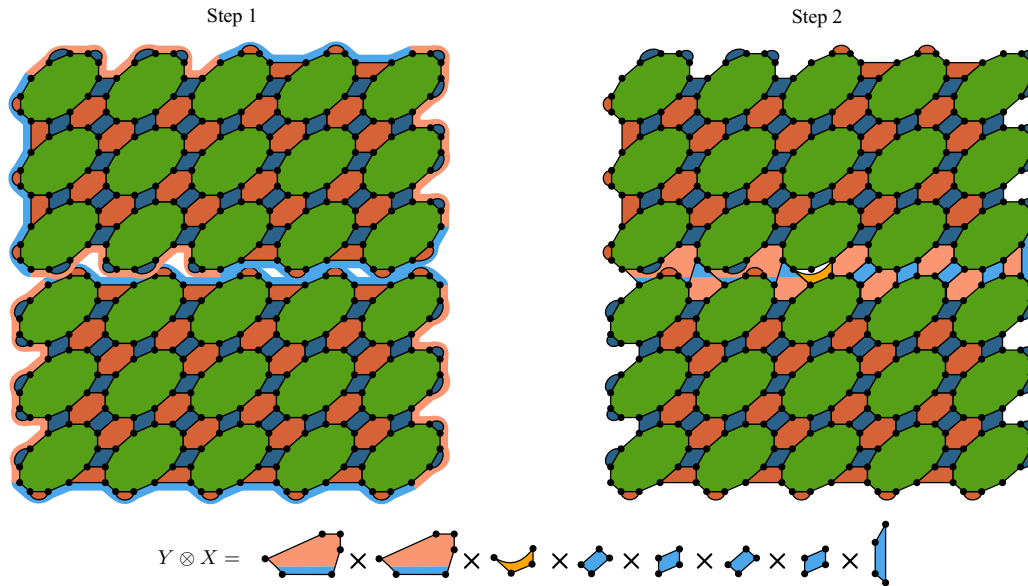 Step 1
Step 2
Y ⊗ X = × × × × × × ×